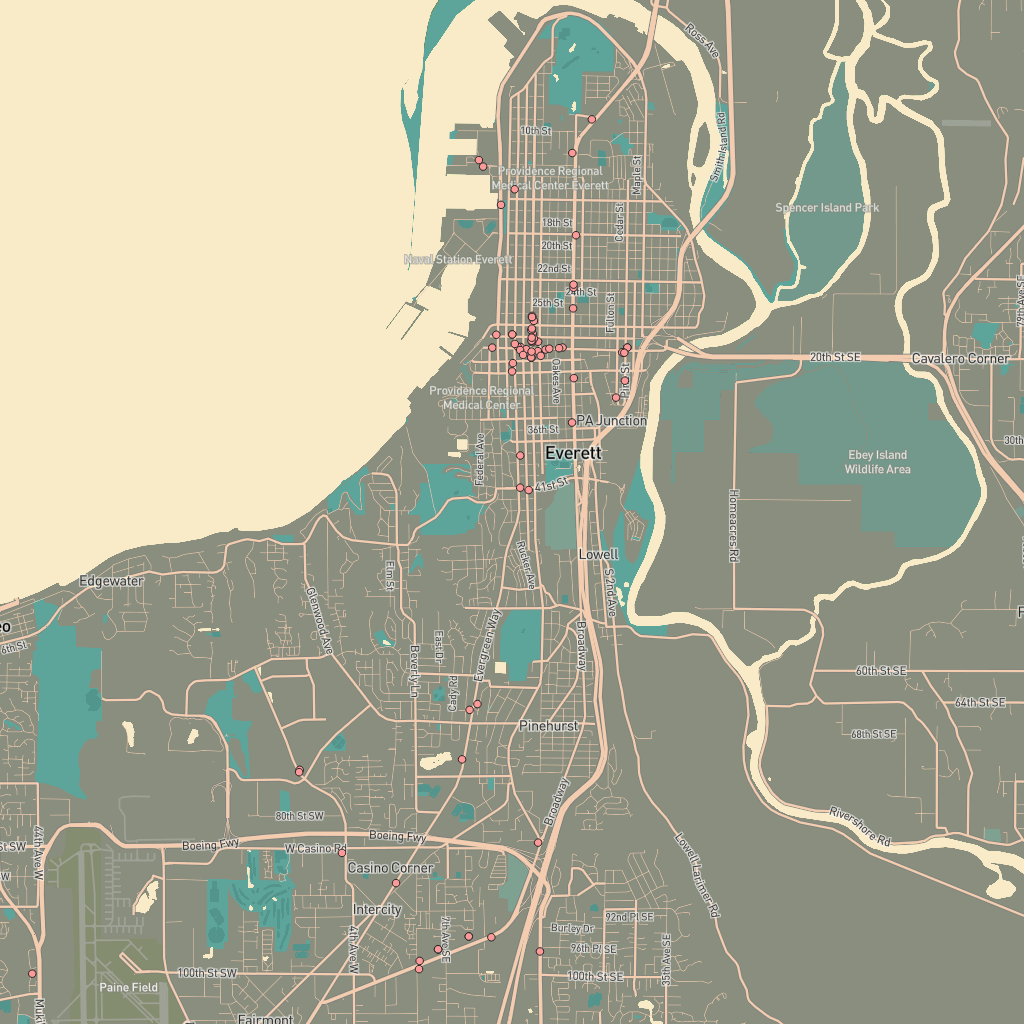 Ross Ave
10th St
Smith Island Rd
Maple St
Providence Regional
Medical Center Everett
Cedar St
Spencer Island Park
18th St
20th St
Naval Station Everett
22nd St
24th St
25th St
Fulton St
79th Ave SE
20th St SE
Cavalero Corner
Oakes Ave
Pine St
Providence Regional
Medical Center
PA Junction
36th St
Federal Ave
Everett
Ebey Island
Wildlife Area
41st St
Homeacres Rd
Rucker Ave
Lowell
Edgewater
Elm St
S 2nd Ave
Glenwood Ave
Evergreen Way
Broadway
East Dr
Beverly Ln
Cady Rd
60th St SE
64th St SE
68th St SE
Pinehurst
Broadway
80th St SW
Rivershore Rd
Boeing Fwy
Boeing Fwy
W Casino Rd
44th Ave W
Casino Corner
Lowell Larimer Rd
Intercity
92nd Pl SE
Burley Dr
7th Ave SE
4th Ave W
96th Pl SE
35th Ave SE
100th St SW
100th St SE
Paine Field
Fairmont